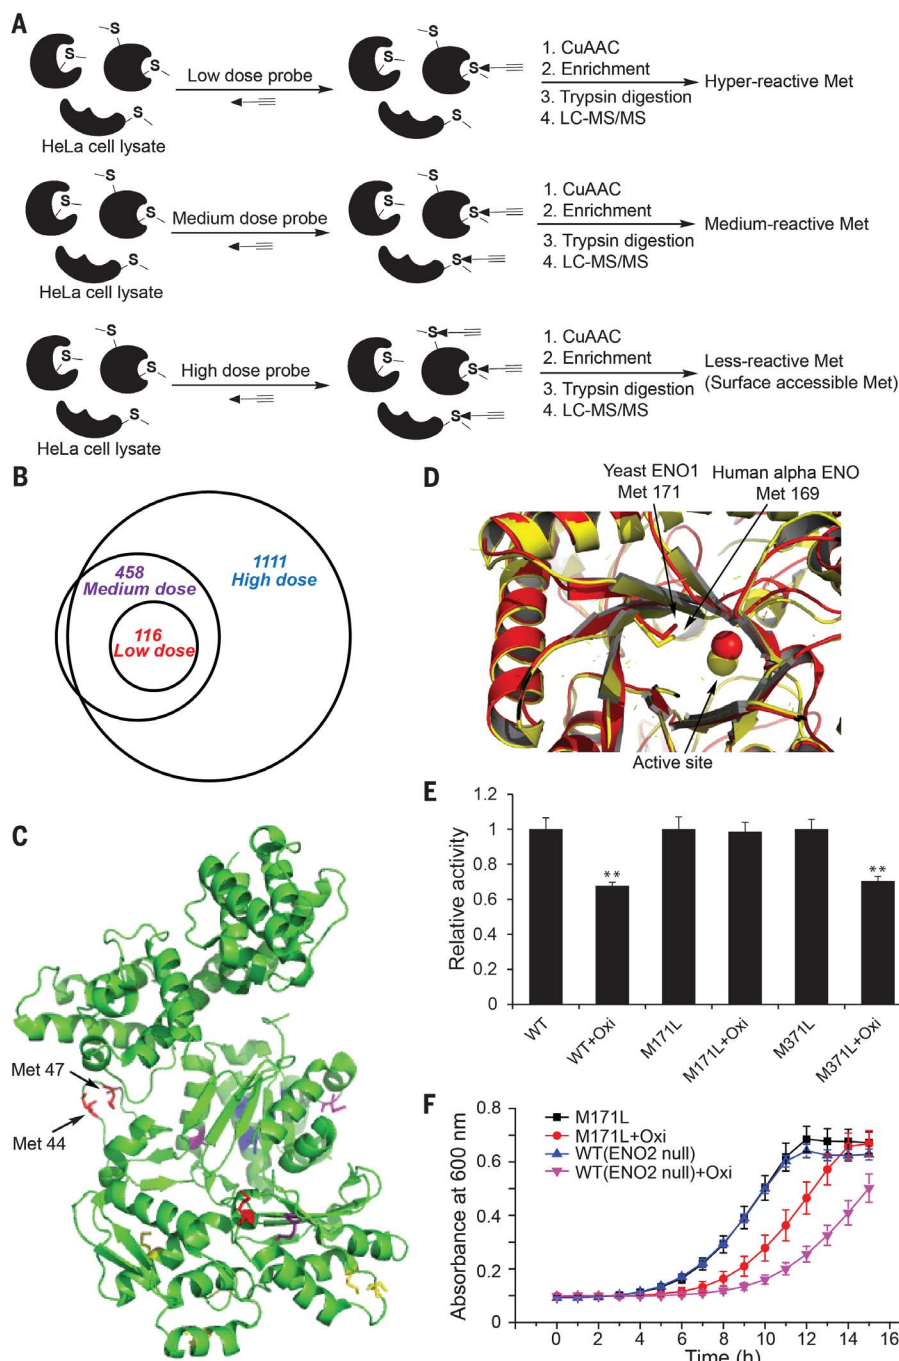 A
S
S
S
HeLa cell lysate
Low dose probe
S
S
S
1. CuAAC
2. Enrichment
3. Trypsin digestion
4. LC-MS/MS
Hyper-reactive Met
S
S
S
HeLa cell lysate
Medium dose probe
S
S
S
1. CuAAC
2. Enrichment
3. Trypsin digestion
4. LC-MS/MS
Medium-reactive Met
S
S
S
HeLa cell lysate
High dose probe
S
S
S
1. CuAAC
2. Enrichment
3. Trypsin digestion
4. LC-MS/MS
Less-reactive Met
(Surface accessible Met)
B
458
Medium dose
1111
High dose
116
Low dose
C
Met 47
Met 44
D
Yeast ENO1
Met 171
Human alpha ENO
Met 169
Active site
E
Relative activity
1.2
1
0.8
0.6
0.4
0.2
0
**
**
WT
WT+Oxi
M171L
M171L+Oxi
M371L
M371L+Oxi
F
Absorbance at 600 nm
0.8
0.6
0.4
0.2
0
M171L
M171L+Oxi
WT(ENO2 null)
WT(ENO2 null)+Oxi
0 2 4 6 8 10 12 14 16
Time (h)